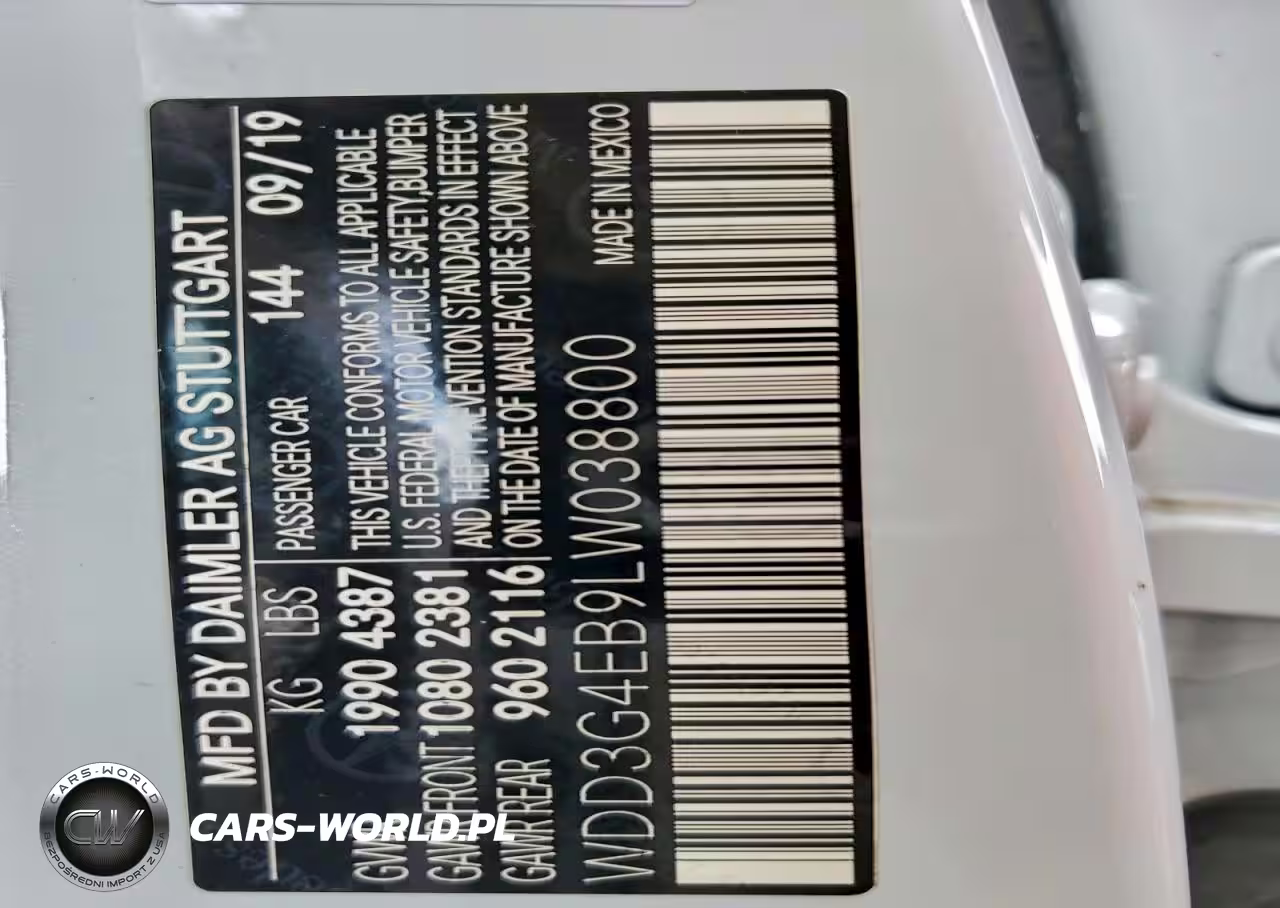 MFD BY DAIMLER AG STUTTGART
KG LBS PASSENGER CAR 144 09/19
GVWR 1990 4387 THIS VEHICLE CONFORMS TO ALL APPLICABLE
GAWR FRONT 1080 2381 U.S. FEDERAL MOTOR VEHICLE SAFETY, BUMPER
AND THEFT PREVENTION STANDARDS IN EFFECT
GAWR REAR 960 2116 ON THE DATE OF MANUFACTURE SHOWN ABOVE
WDD3G4EB9LW038800 MADE IN MEXICO
CARS-WORLD
CW
BEZPOŚREDNI IMPORT Z USA
CARS-WORLD.PL